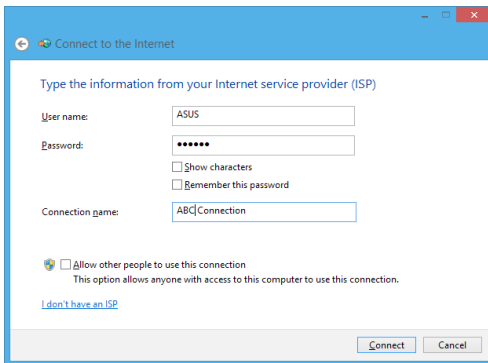 Connect to the Internet
Type the information from your Internet service provider (ISP)
User name: ASUS
Password: ●●●●●●
Show characters
Remember this password
Connection name: ABC Connection
Allow other people to use this connection
This option allows anyone with access to this computer to use this connection.
I don't have an ISP
Connect Cancel